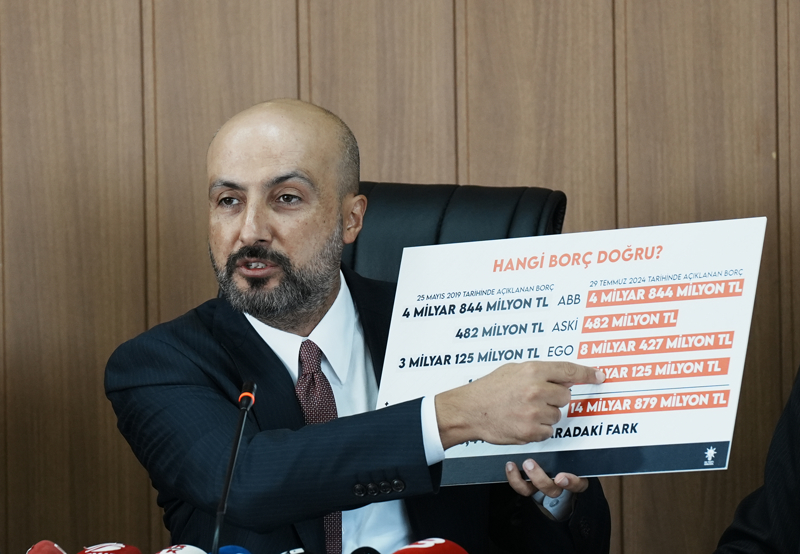 HANGİ BORÇ DOĞRU?
25 MAYIS 2019 TARİHİNDE AÇIKLANAN BORÇ 29 TEMMUZ 2024 TARİHİNDE AÇIKLANAN BORÇ
4 MİLYAR 844 MİLYON TL ABB 4 MİLYAR 844 MİLYON TL
482 MİLYON TL ASKİ 482 MİLYON TL
3 MİLYAR 125 MİLYON TL EGO 8 MİLYAR 427 MİLYON TL
125 MİLYON TL
14 MİLYAR 879 MİLYON TL
FARK